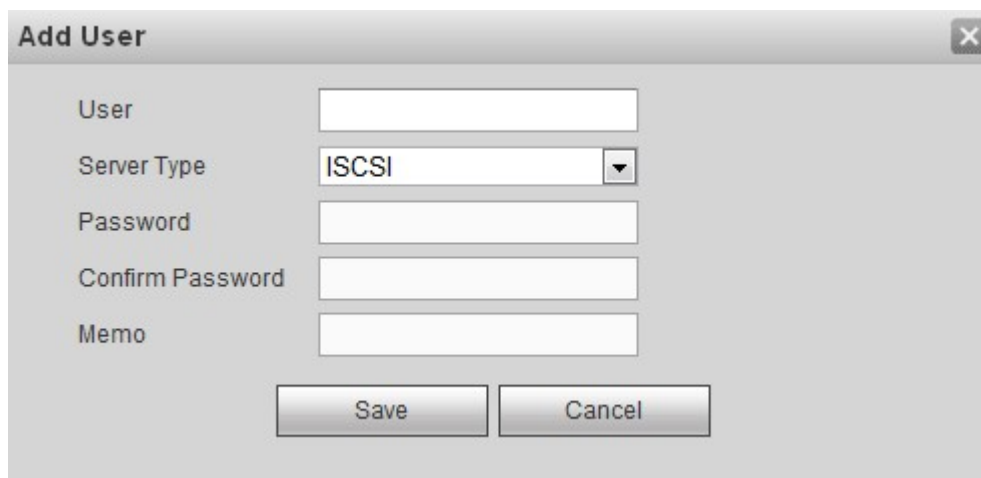 Add User
User
Server Type ISCSI
Password
Confirm Password
Memo
Save Cancel